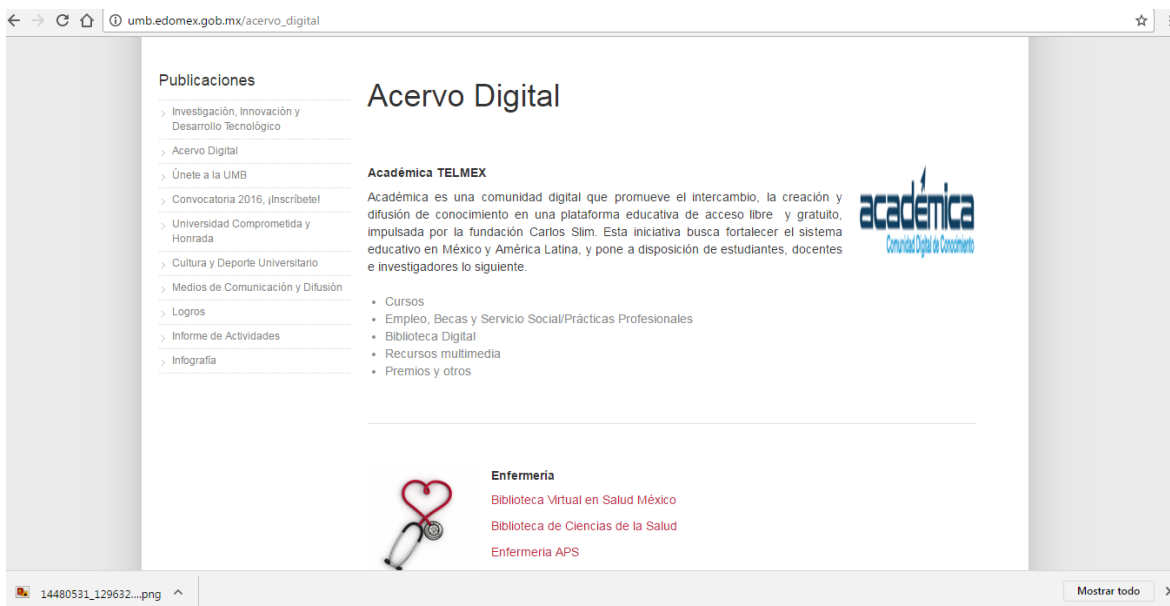 umb.edomex.gob.mx/acervo_digital
Publicaciones
Investigación, Innovación y
Desarrollo Tecnológico
Acervo Digital
Únete a la UMB
Convocatoria 2016, ¡Inscríbete!
Universidad Comprometida y
Honrada
Cultura y Deporte Universitario
Medios de Comunicación y Difusión
Logros
Informe de Actividades
Infografía
Acervo Digital
Académica TELMEX
Académica es una comunidad digital que promueve el intercambio, la creación y
difusión de conocimiento en una plataforma educativa de acceso libre y gratuito,
impulsada por la fundación Carlos Slim. Esta iniciativa busca fortalecer el sistema
educativo en México y América Latina, y pone a disposición de estudiantes, docentes
e investigadores lo siguiente.
académica
Comunidad Digital de Conocimiento
Cursos
Empleo, Becas y Servicio Social/Prácticas Profesionales
Biblioteca Digital
Recursos multimedia
Premios y otros
Enfermería
Biblioteca Virtual en Salud México
Biblioteca de Ciencias de la Salud
Enfermeria APS
14480531_129632....png
Mostrar todo